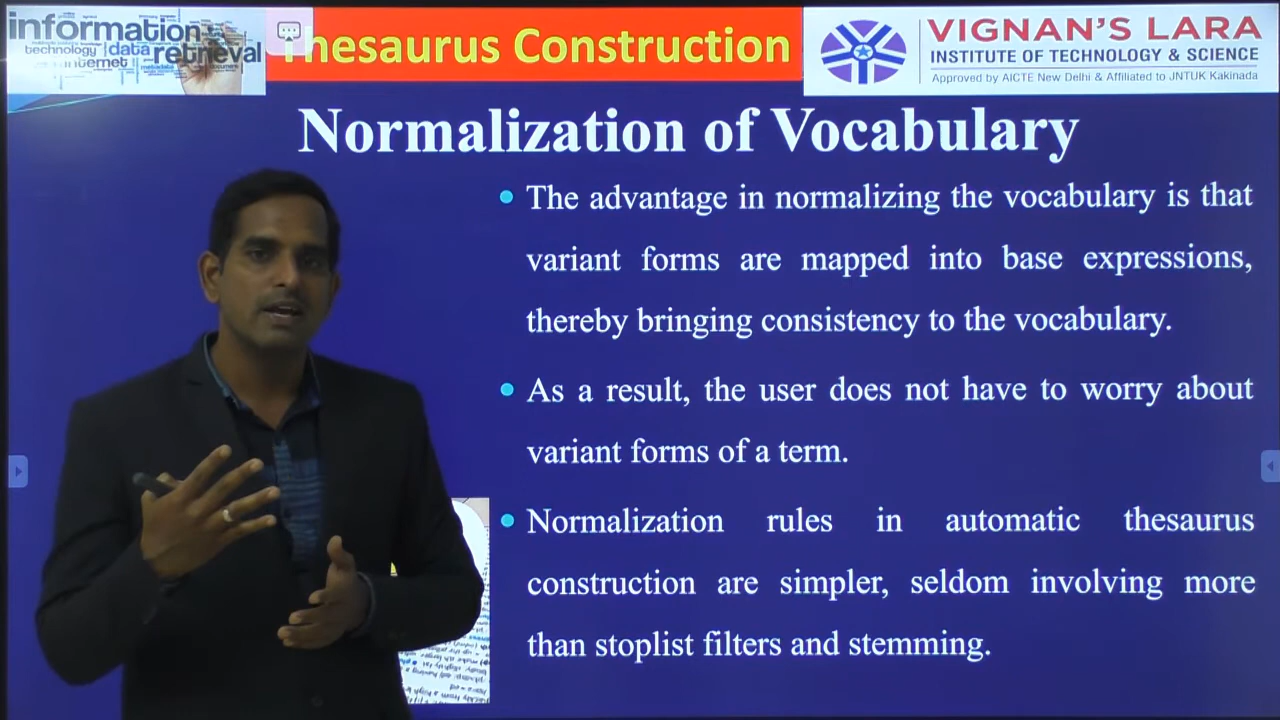 information
technology data retrieval
internet
Thesaurus Construction
VIGNAN'S LARA
INSTITUTE OF TECHNOLOGY & SCIENCE
Approved by AICTE New Delhi & Affiliated to JNTUK Kakinada
Normalization of Vocabulary
• The advantage in normalizing the vocabulary is that
variant forms are mapped into base expressions,
thereby bringing consistency to the vocabulary.
• As a result, the user does not have to worry about
variant forms of a term.
• Normalization rules in automatic thesaurus
construction are simpler, seldom involving more
than stoplist filters and stemming.